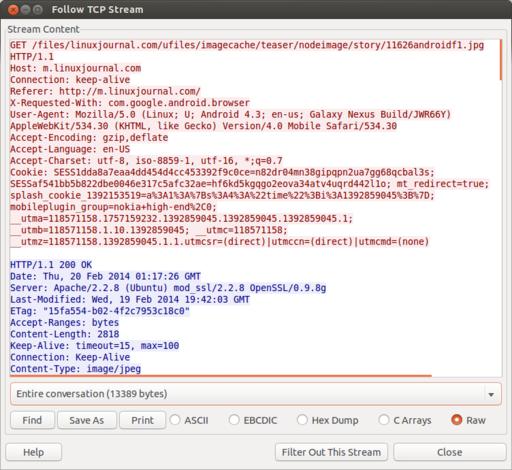 Follow TCP Stream
Stream Content
GET /files/linuxjournal.com/ufiles/imagecache/teaser/nodeimage/story/11626androidf1.jpg
HTTP/1.1
Host: m.linuxjournal.com
Connection: keep-alive
Referer: http://m.linuxjournal.com/
X-Requested-With: com.google.android.browser
User-Agent: Mozilla/5.0 (Linux; U; Android 4.3; en-us; Galaxy Nexus Build/JWR66Y)
AppleWebKit/534.30 (KHTML, like Gecko) Version/4.0 Mobile Safari/534.30
Accept-Encoding: gzip,deflate
Accept-Language: en-US
Accept-Charset: utf-8, iso-8859-1, utf-16, *;q=0.7
Cookie: SESS1dda8a7eaa4dd454d4cc453392f9c0ce=n82dr04mn38gipqpn2ua7gg68qcbal3s;
SESSaf541bb5b822dbe0046e317c5afc32ae=hf6kd5kgqgo2eova34atv4uqrd442l1o; mt_redirect=true;
splash_cookie_1392153519=a%3A1%3A%7Bs%3A4%3A%22time%22%3Bi%3A1392859045%3B%7D;
mobileplugin_group=nokia+high-end%2C0;
__utma=118571158.1757159232.1392859045.1392859045.1392859045.1;
__utmb=118571158.1.10.1392859045; __utmc=118571158;
__utmz=118571158.1392859045.1.1.utmcsr=(direct)|utmccn=(direct)|utmcmd=(none)
HTTP/1.1 200 OK
Date: Thu, 20 Feb 2014 01:17:26 GMT
Server: Apache/2.2.8 (Ubuntu) mod_ssl/2.2.8 OpenSSL/0.9.8g
Last-Modified: Wed, 19 Feb 2014 19:42:03 GMT
ETag: "15fa554-b02-4f2c7953c18c0"
Accept-Ranges: bytes
Content-Length: 2818
Keep-Alive: timeout=15, max=100
Connection: Keep-Alive
Content-Type: image/jpeg
Entire conversation (13389 bytes)
Find Save As Print ASCII EBCDIC Hex Dump C Arrays Raw
Help Filter Out This Stream Close